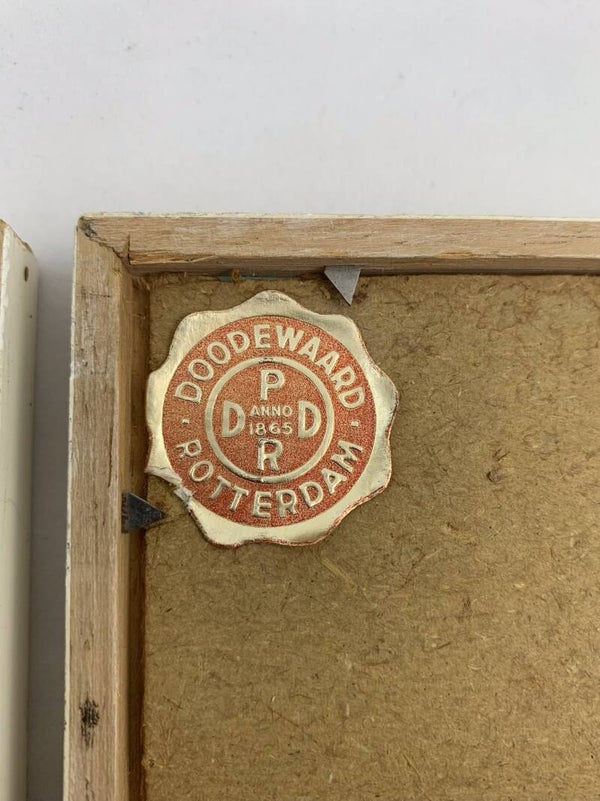 DOODEWAARD
P
D ANNO D
1865
R
· ROTTERDAM ·